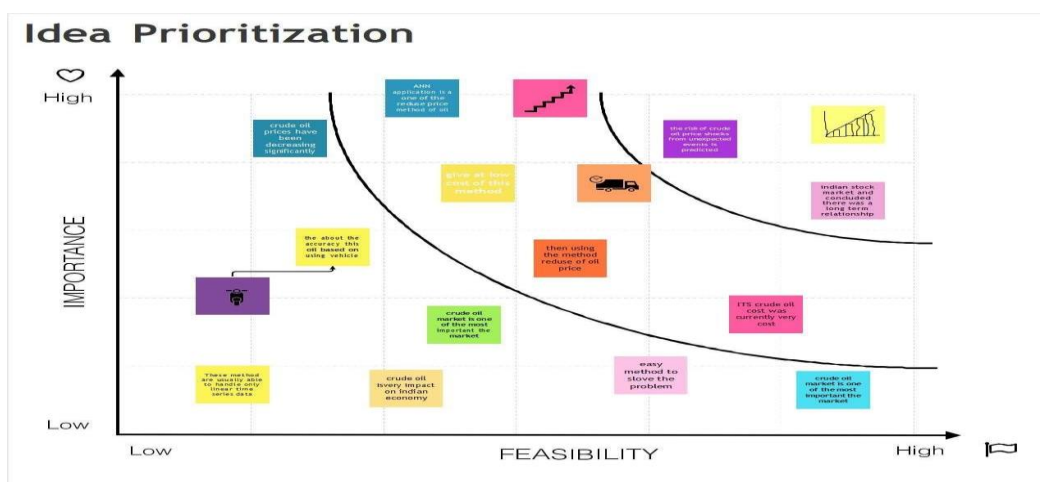 Idea Prioritization
High
ANN
application is a
one of the
reduse price
method of oil
crude oil
prices have
been
decreasing
significantly
the risk of crude
oil price shocks
from unexpected
events is
predicted
give at low
cost of this
method
indian stock
market and
concluded
there was a
long term
relationship
IMPORTANCE
the about the
accuracy this
oil based on
using vehicle
then using
the method
reduse of oil
price
crude oil
market is one
of the most
important the
market
ITS crude oil
cost was
currently very
cost
These method
are usually able
to handle only
linear time
series data
crude oil
isvery impact
on indian
economy
easy
method to
slove the
problem
crude oil
market is one
of the most
important the
market
Low
Low
FEASIBILITY
High